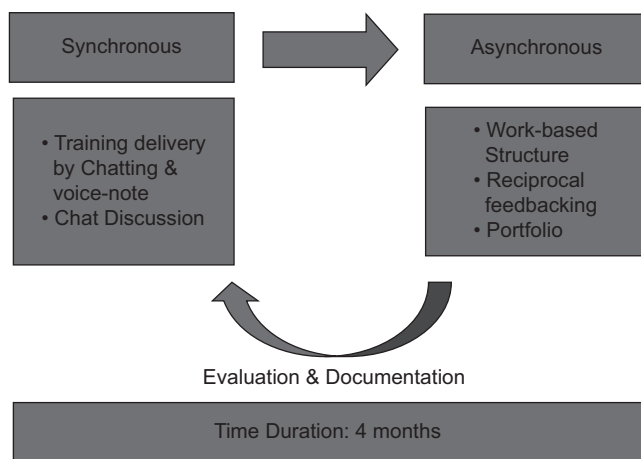 Synchronous
Asynchronous
• Training delivery
by Chatting &
voice-note
• Chat Discussion
• Work-based
Structure
• Reciprocal
feedbacking
• Portfolio
Evaluation & Documentation
Time Duration: 4 months